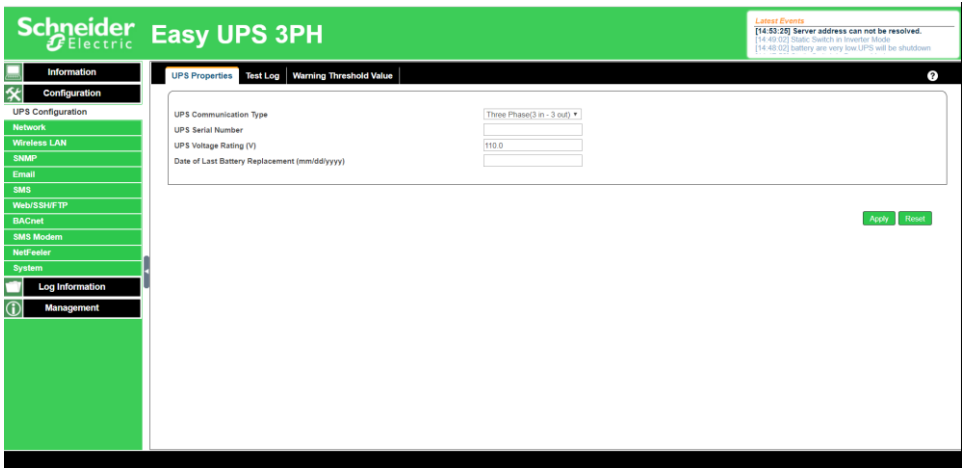 Schneider Electric
Easy UPS 3PH
Latest Events
[14:53:25] Server address can not be resolved.
[14:49:02] Static Switch in Inverter Mode
[14:48:02] battery are very low UPS will be shutdown
Information
Configuration
UPS Configuration
Network
Wireless LAN
SNMP
Email
SMS
Web/SSH/FTP
BACnet
SMS Modem
NetFeeler
System
Log Information
Management
UPS Properties Test Log Warning Threshold Value ?
UPS Communication Type Three Phase(3 in - 3 out)
UPS Serial Number
UPS Voltage Rating (V) 110.0
Date of Last Battery Replacement (mm/dd/yyyy)
Apply Reset